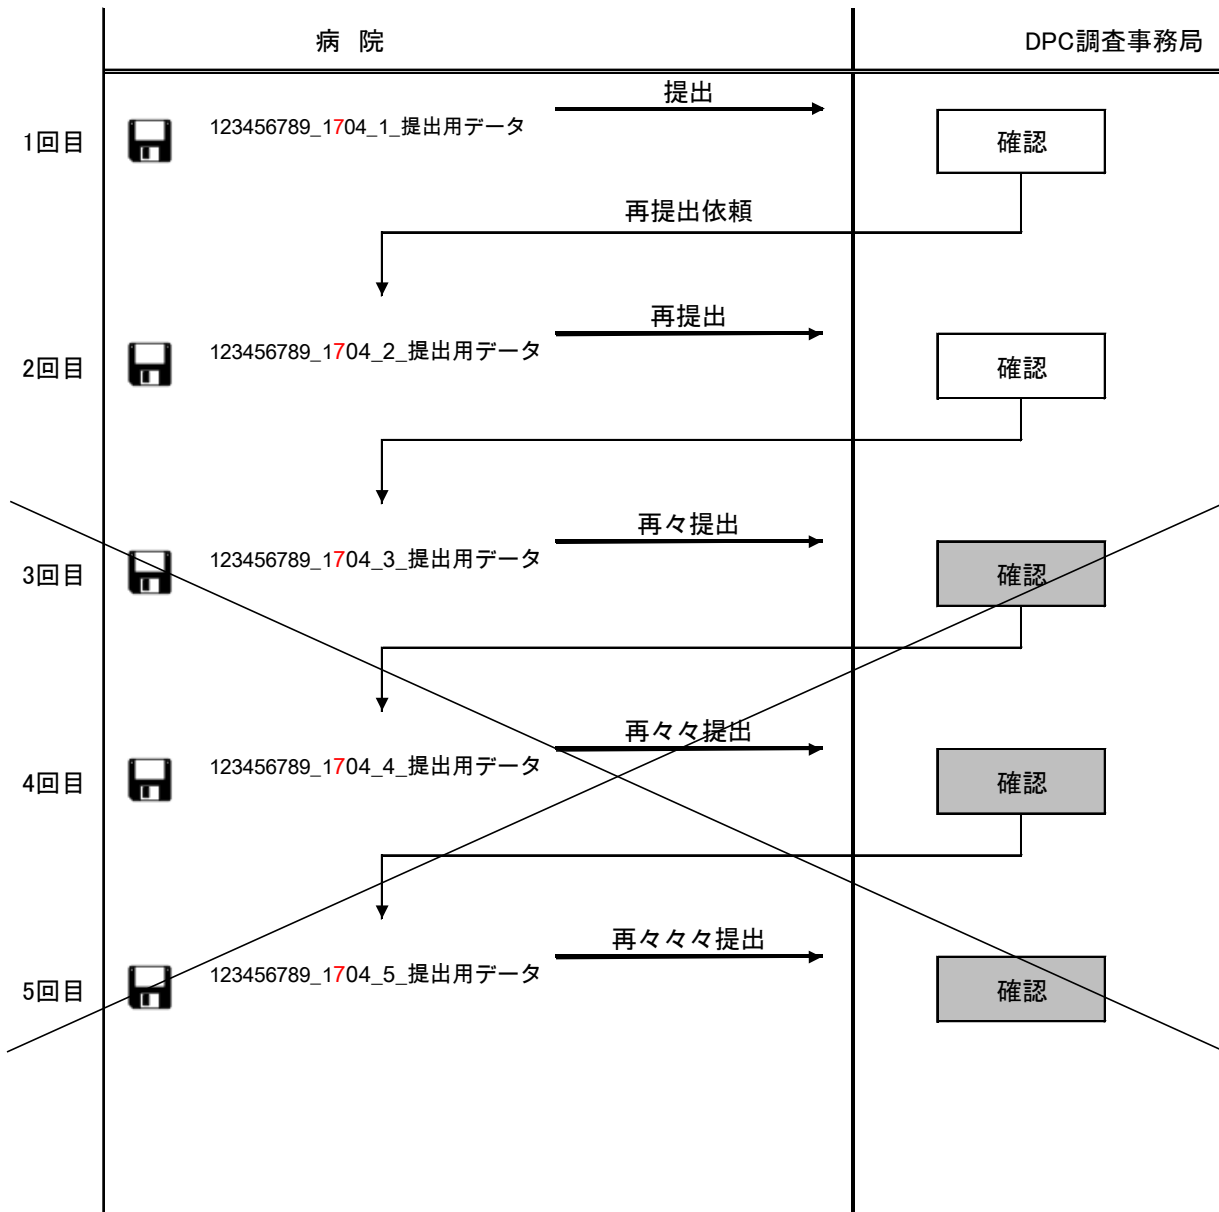 病 院
DPC調査事務局
提出
1回目
123456789_1704_1_提出用データ
確認
再提出依頼
再提出
2回目
123456789_1704_2_提出用データ
確認
再々提出
3回目
123456789_1704_3_提出用データ
確認
再々々提出
4回目
123456789_1704_4_提出用データ
確認
再々々々提出
5回目
123456789_1704_5_提出用データ
確認